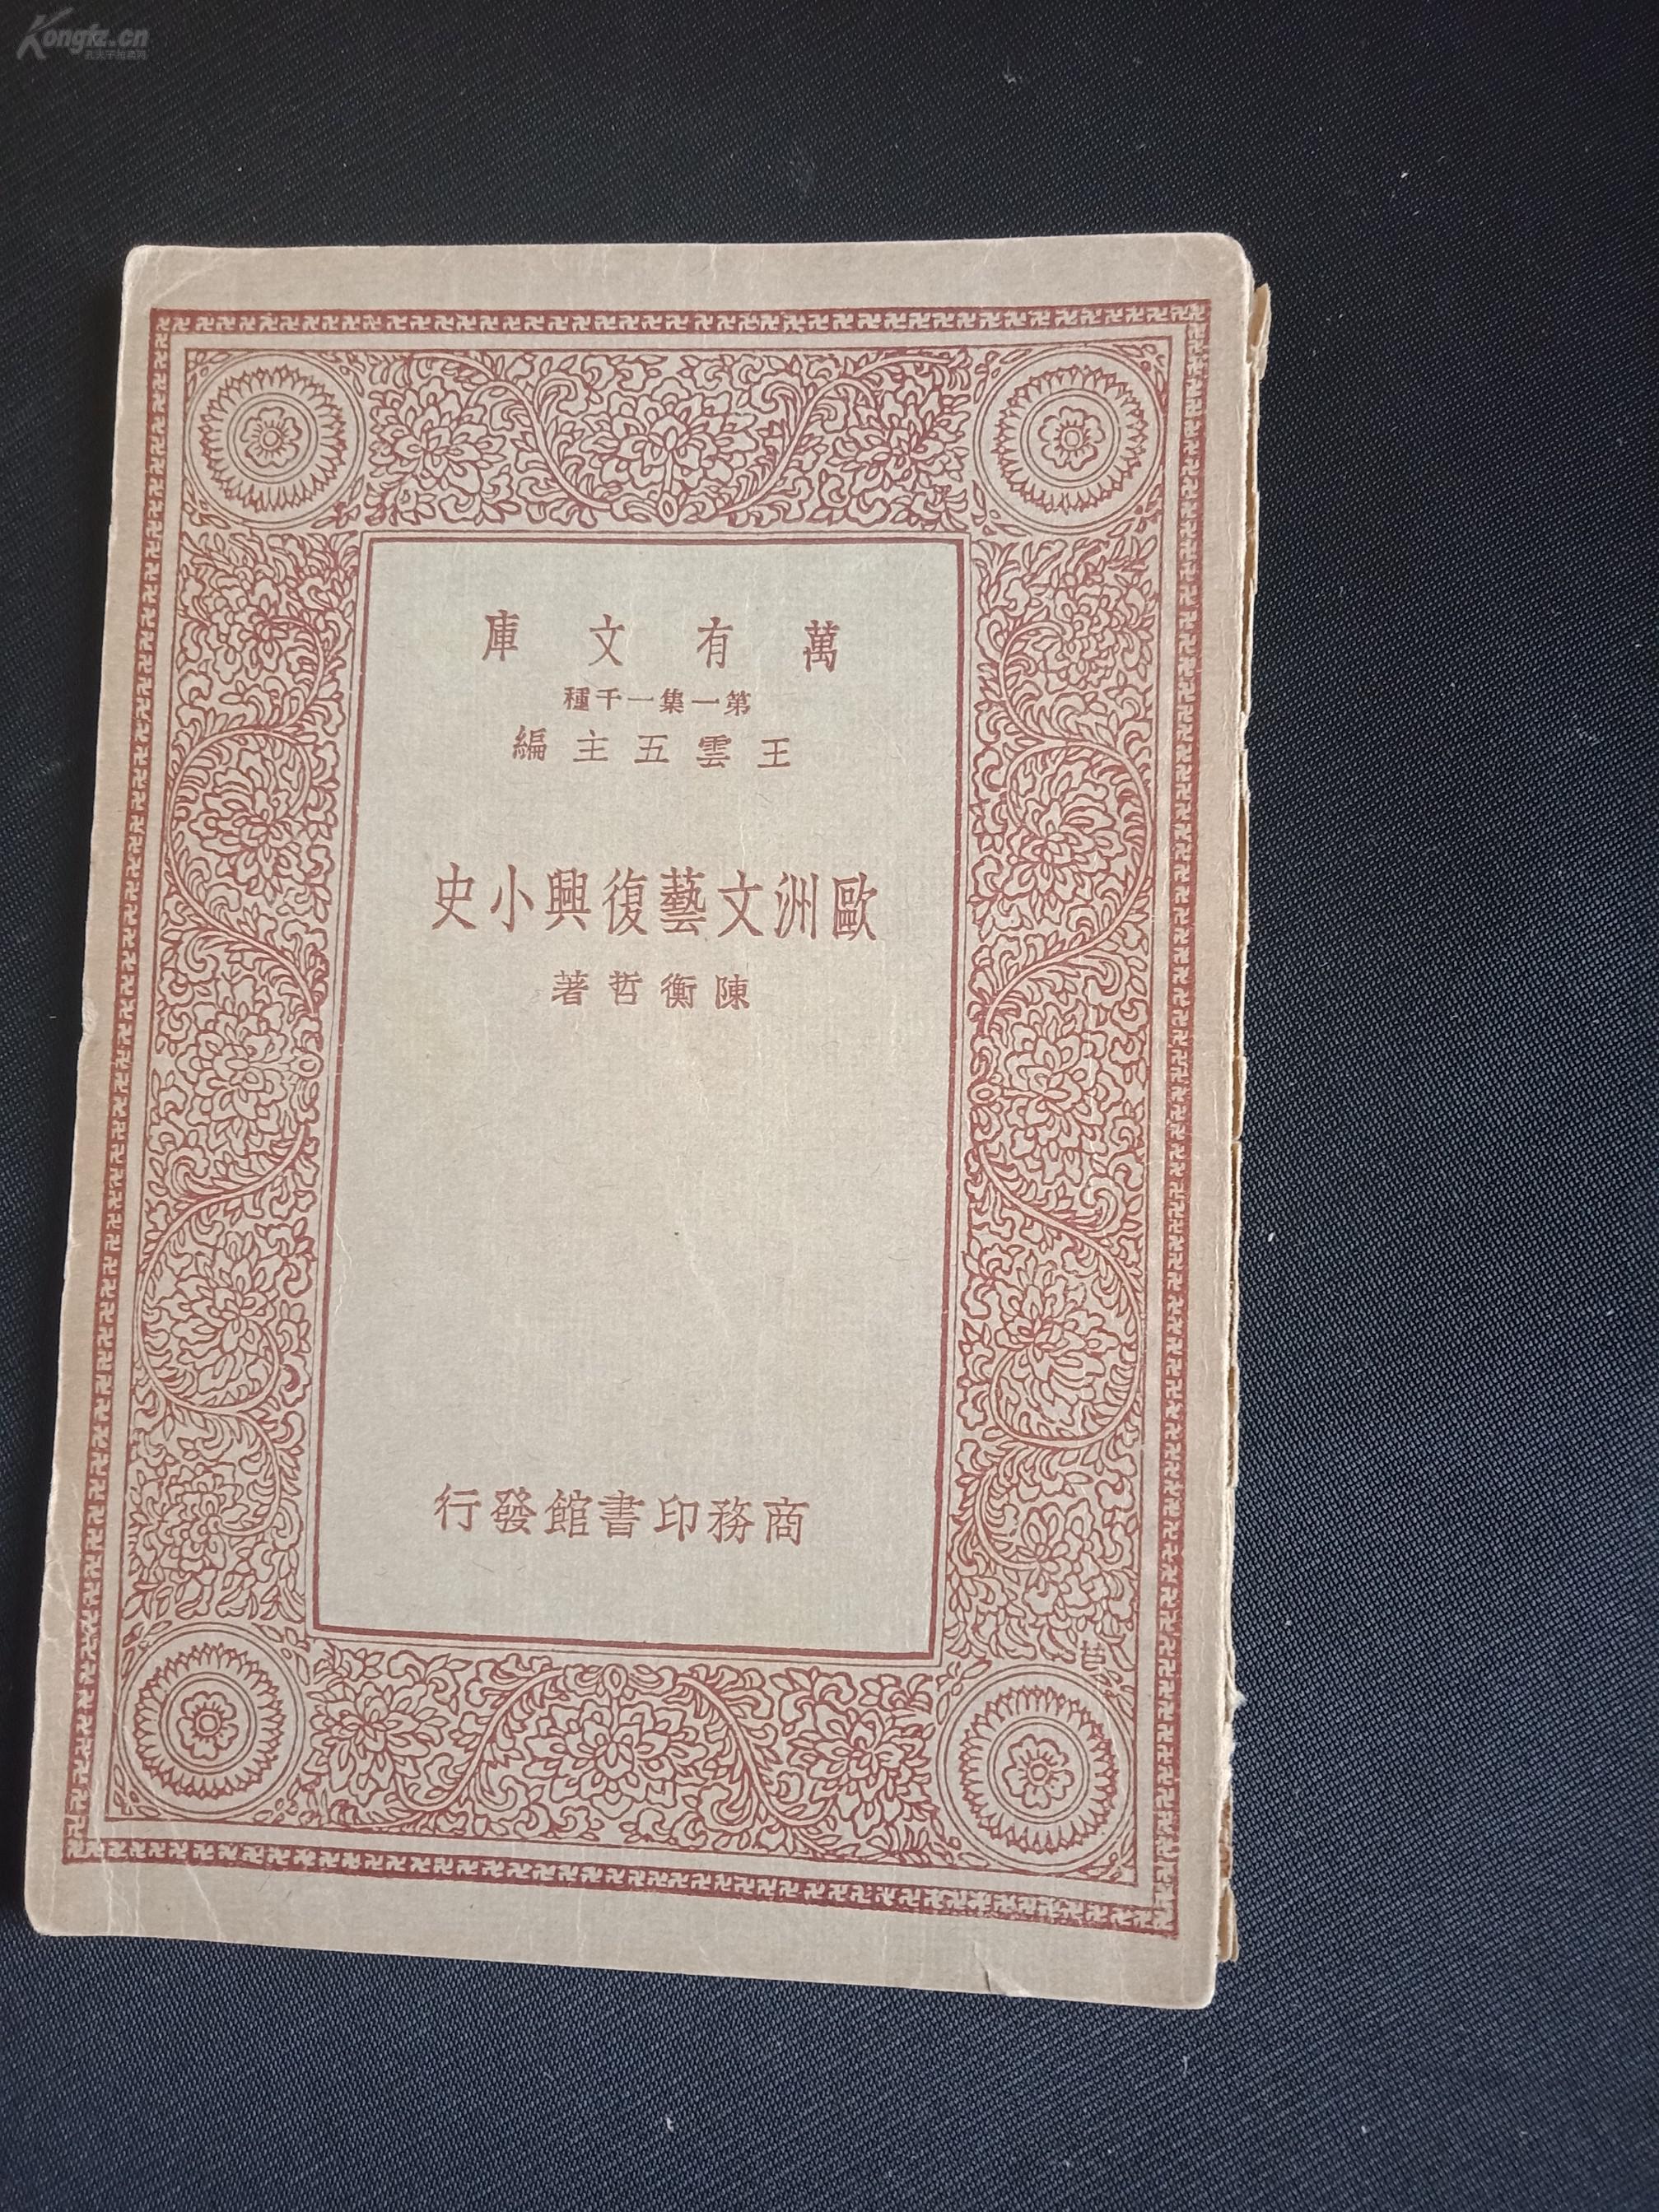 Kongfz.cn
萬有文庫
第一集一千種
王雲五主編
歐洲文藝復興小史
陳衡哲著
商務印書館發行